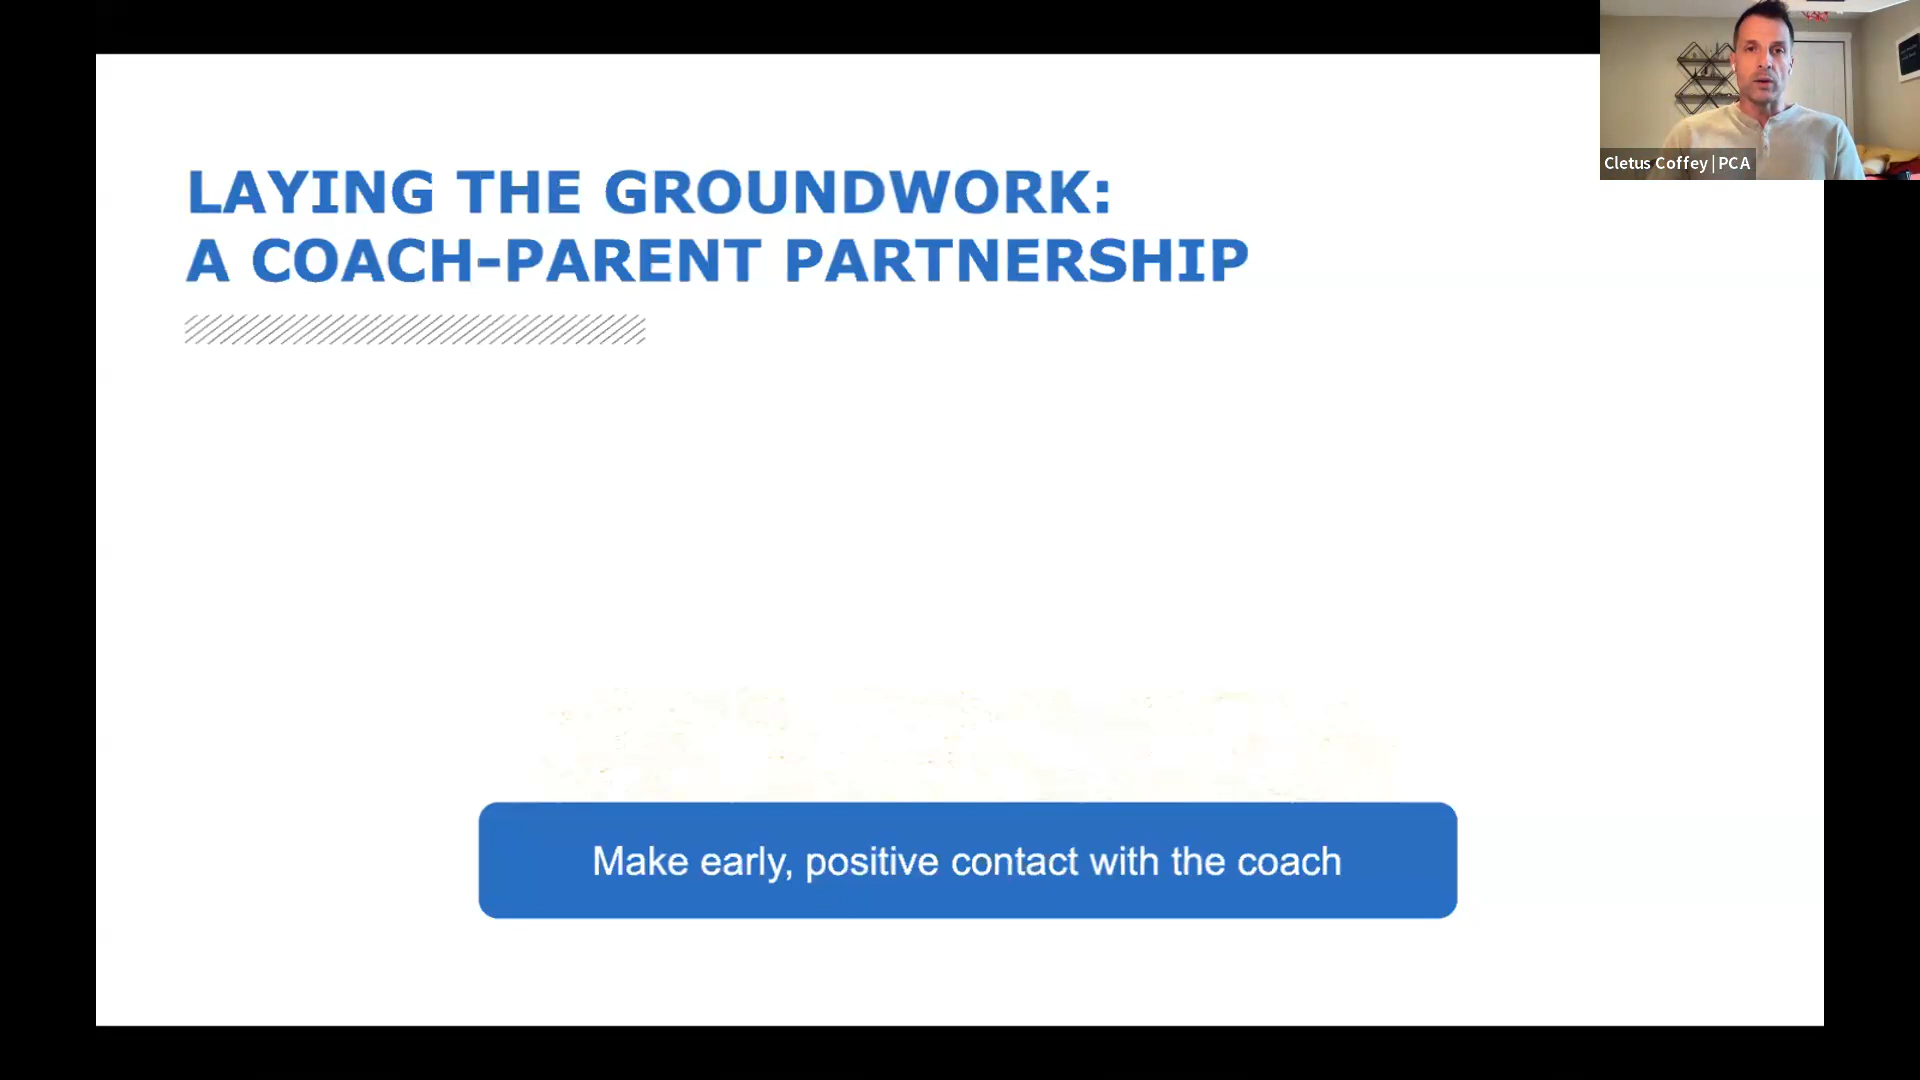 LAYING THE GROUNDWORK:
A COACH-PARENT PARTNERSHIP
Make early, positive contact with the coach
Cletus Coffey | PCA